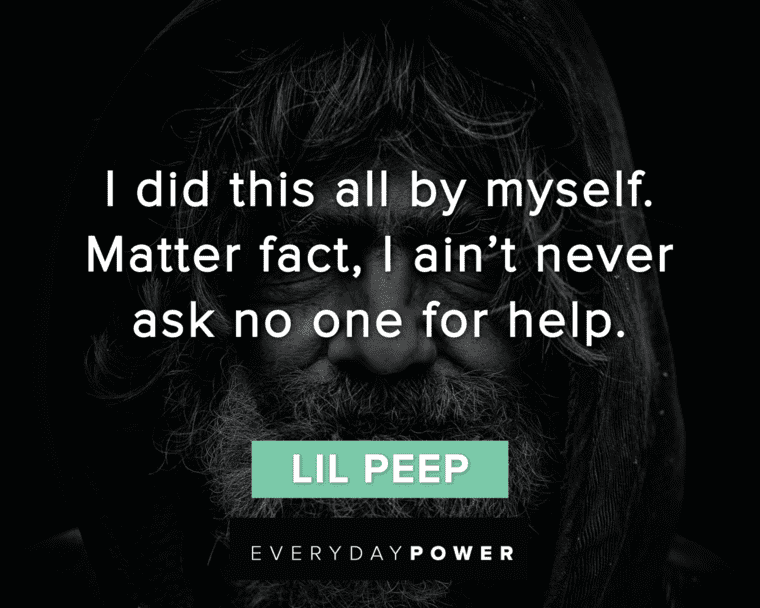 I did this all by myself.
Matter fact, I ain’t never
ask no one for help.
LIL PEEP
EVERYDAYPOWER